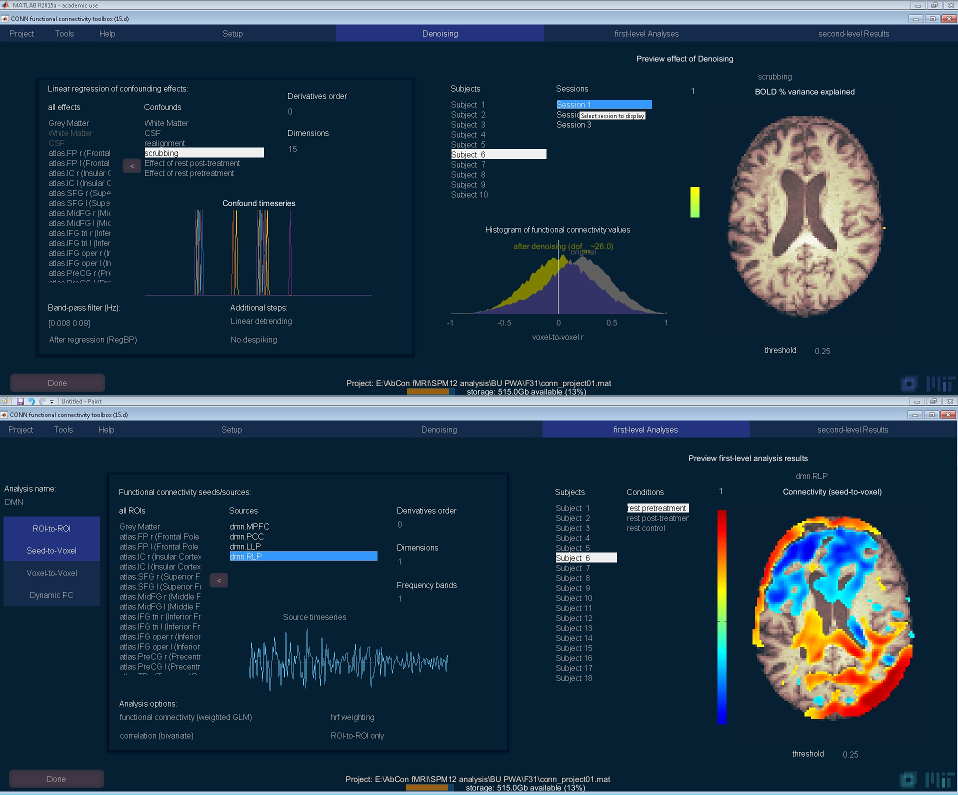 MATLAB R2015a - academic use
CONN functional connectivity toolbox (15.d)
Project Tools Help Setup Denoising first-level Analyses second-level Results
Preview effect of Denoising
Linear regression of confounding effects:
all effects
Grey Matter
White Matter
CSF
atlas.FP r (Frontal
atlas.FP l (Frontal
atlas.IC r (Insular C
atlas.IC l (Insular C
atlas.SFG r (Supe
atlas.SFG l (Supe
atlas.MidFG r (Mic
atlas.MidFG l (Mid
atlas.IFG tri r (Infer
atlas.IFG tri l (Inferi
atlas.IFG oper r (In
atlas.IFG oper l (Inf
atlas.PreCG r (Pre
Confounds
White Matter
CSF
realignment
scrubbing
Effect of rest post-treatment
Effect of rest pretreatment
<
Derivatives order
0
Dimensions
15
Confound timeseries
Band-pass filter (Hz):
[0.008 0.09]
After regression (RegBP)
Additional steps:
Linear detrending
No despiking
Subjects
Subject 1
Subject 2
Subject 3
Subject 4
Subject 5
Subject 6
Subject 7
Subject 8
Subject 9
Subject 10
Sessions
Session 1
Sessic
Select session to display
Session 3
Histogram of functional connectivity values
after denoising (dof ~26.0)
original
-1 -0.5 0 0.5 1
voxel-to-voxel r
scrubbing
1
BOLD % variance explained
threshold 0.25
Done
Project: E:\AbCon fMRI\SPM12 analysis\BU PWA\F31\conn_project01.mat
storage: 515.0Gb available (13%)
MIT
Untitled - Paint
CONN functional connectivity toolbox (15.d)
Project Tools Help Setup Denoising first-level Analyses second-level Results
Preview first-level analysis results
Analysis name:
DMN
ROI-to-ROI
Seed-to-Voxel
Voxel-to-Voxel
Dynamic FC
Functional connectivity seeds/sources:
all ROIs
Grey Matter
atlas.FP r (Frontal Pole
atlas.FP l (Frontal Pole
atlas.IC r (Insular Cortex
atlas.IC l (Insular Cortex
atlas.SFG r (Superior F
atlas.SFG l (Superior Fr
atlas.MidFG r (Middle F
atlas.MidFG l (Middle Fr
atlas.IFG tri r (Inferior Fr
atlas.IFG tri l (Inferior Fr
atlas.IFG oper r (Inferior
atlas.IFG oper l (Inferior
atlas.PreCG r (Precentr
atlas.PreCG l (Precentr
Sources
dmn.MPFC
dmn.PCC
dmn.LLP
dmn.RLP
<
Derivatives order
0
Dimensions
1
Frequency bands
1
Source timeseries
Analysis options:
functional connectivity (weighted GLM) hrf weighting
correlation (bivariate) ROI-to-ROI only
Subjects
Subject 1
Subject 2
Subject 3
Subject 4
Subject 5
Subject 6
Subject 7
Subject 8
Subject 9
Subject 10
Subject 11
Subject 12
Subject 13
Subject 14
Subject 15
Subject 16
Subject 17
Subject 18
Conditions
rest pretreatment
rest post-treatmer
rest control
dmn.RLP
1
Connectivity (seed-to-voxel)
threshold 0.25
Done
Project: E:\AbCon fMRI\SPM12 analysis\BU PWA\F31\conn_project01.mat
storage: 515.0Gb available (13%)
MIT